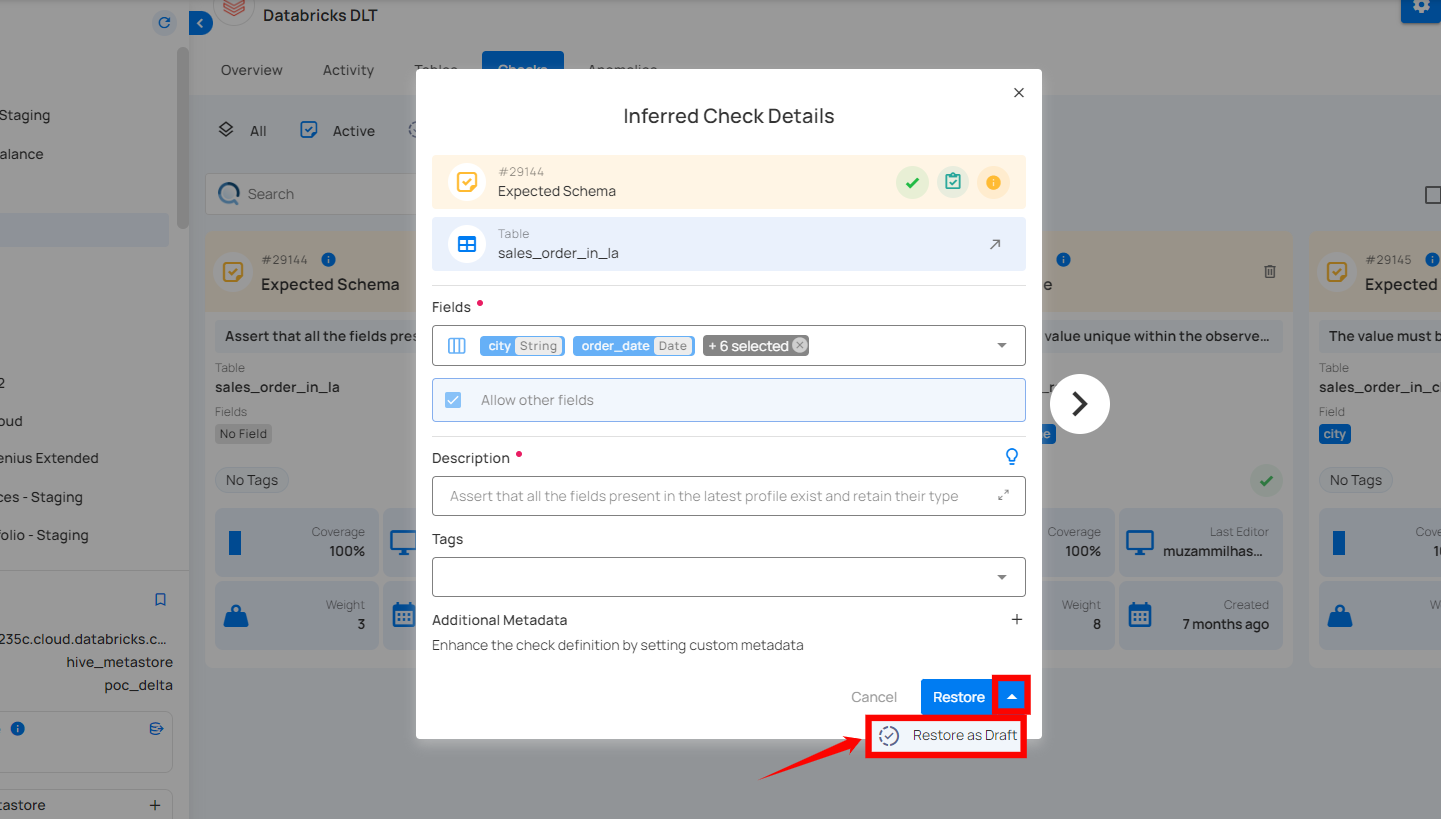 Databricks DLT
Overview
Activity
Tables
Checks
Anomalies
Staging
alance
2
oud
enius Extended
ces - Staging
folio - Staging
235c.cloud.databricks.c...
hive_metastore
poc_delta
tastore
All
Active
Search
#29144
Expected Schema
Assert that all the fields pres
Table
sales_order_in_la
Fields
No Field
No Tags
Coverage
100%
Weight
3
Inferred Check Details
#29144
Expected Schema
Table
sales_order_in_la
Fields
city String order_date Date + 6 selected
Allow other fields
Description
Assert that all the fields present in the latest profile exist and retain their type
Tags
Additional Metadata
Enhance the check definition by setting custom metadata
Cancel
Restore
Restore as Draft
e
value unique within the observe...
e
Coverage
100%
Last Editor
muzammilhas...
Weight
8
Created
7 months ago
#29145
Expected
The value must b
Table
sales_order_in_c
Field
city
No Tags
Cove
1
W